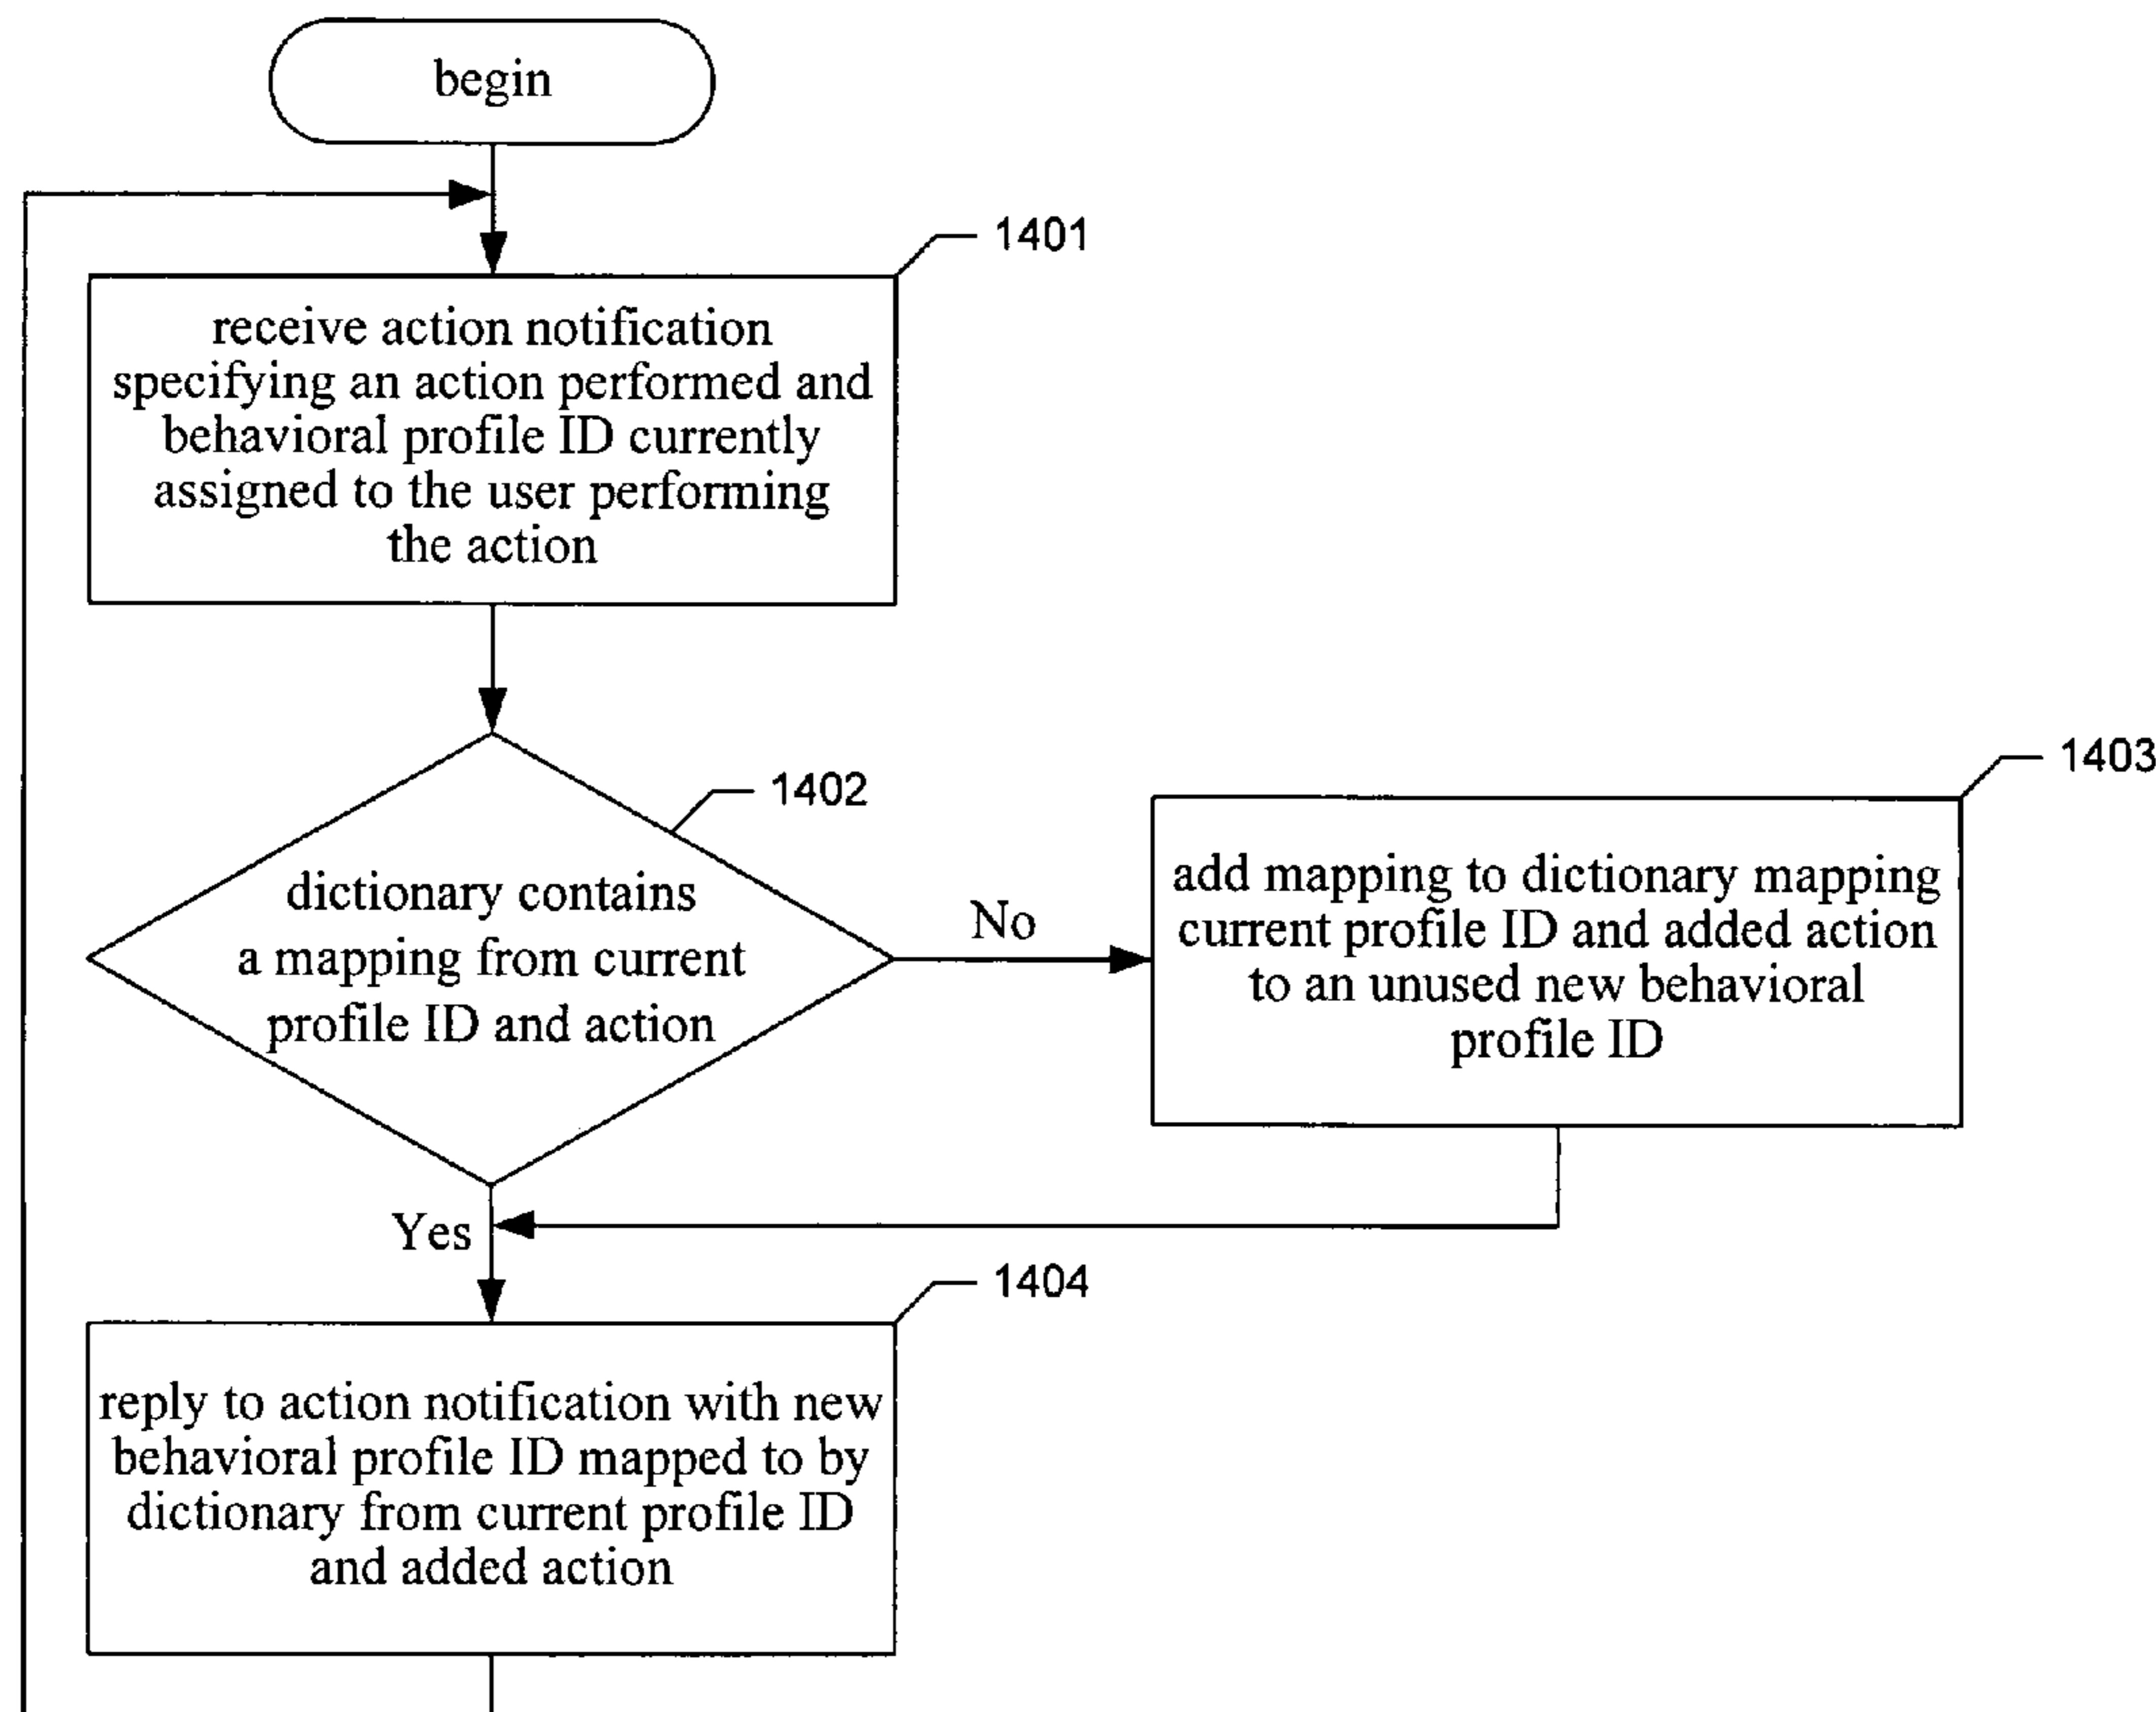 begin
1401
receive action notification
specifying an action performed and
behavioral profile ID currently
assigned to the user performing
the action
1402
dictionary contains
a mapping from current
profile ID and action
No
1403
add mapping to dictionary mapping
current profile ID and added action
to an unused new behavioral
profile ID
Yes
1404
reply to action notification with new
behavioral profile ID mapped to by
dictionary from current profile ID
and added action